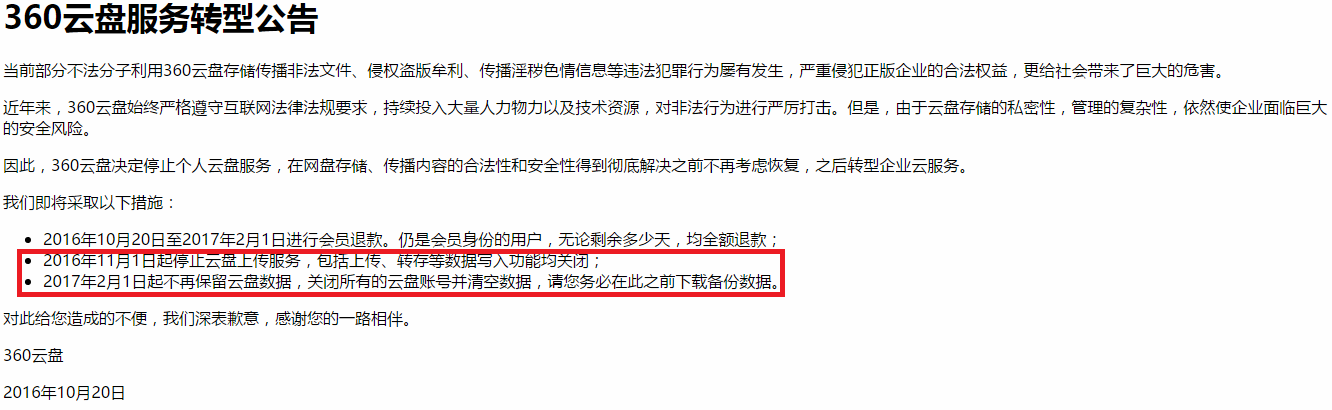 360云盘服务转型公告
当前部分不法分子利用360云盘存储传播非法文件、侵权盗版牟利、传播淫秽色情信息等违法犯罪行为屡有发生，严重侵犯正版企业的合法权益，更给社会带来了巨大的危害。
近年来，360云盘始终严格遵守互联网法律法规要求，持续投入大量人力物力以及技术资源，对非法行为进行严厉打击。但是，由于云盘存储的私密性，管理的复杂性，依然使企业面临巨大
的安全风险。
因此，360云盘决定停止个人云盘服务，在网盘存储、传播内容的合法性和安全性得到彻底解决之前不再考虑恢复，之后转型企业云服务。
我们即将采取以下措施：
• 2016年10月20日至2017年2月1日进行会员退款。仍是会员身份的用户，无论剩余多少天，均全额退款；
• 2016年11月1日起停止云盘上传服务，包括上传、转存等数据写入功能均关闭；
• 2017年2月1日起不再保留云盘数据，关闭所有的云盘账号并清空数据，请您务必在此之前下载备份数据。
对此给您造成的不便，我们深表歉意，感谢您的一路相伴。
360云盘
2016年10月20日